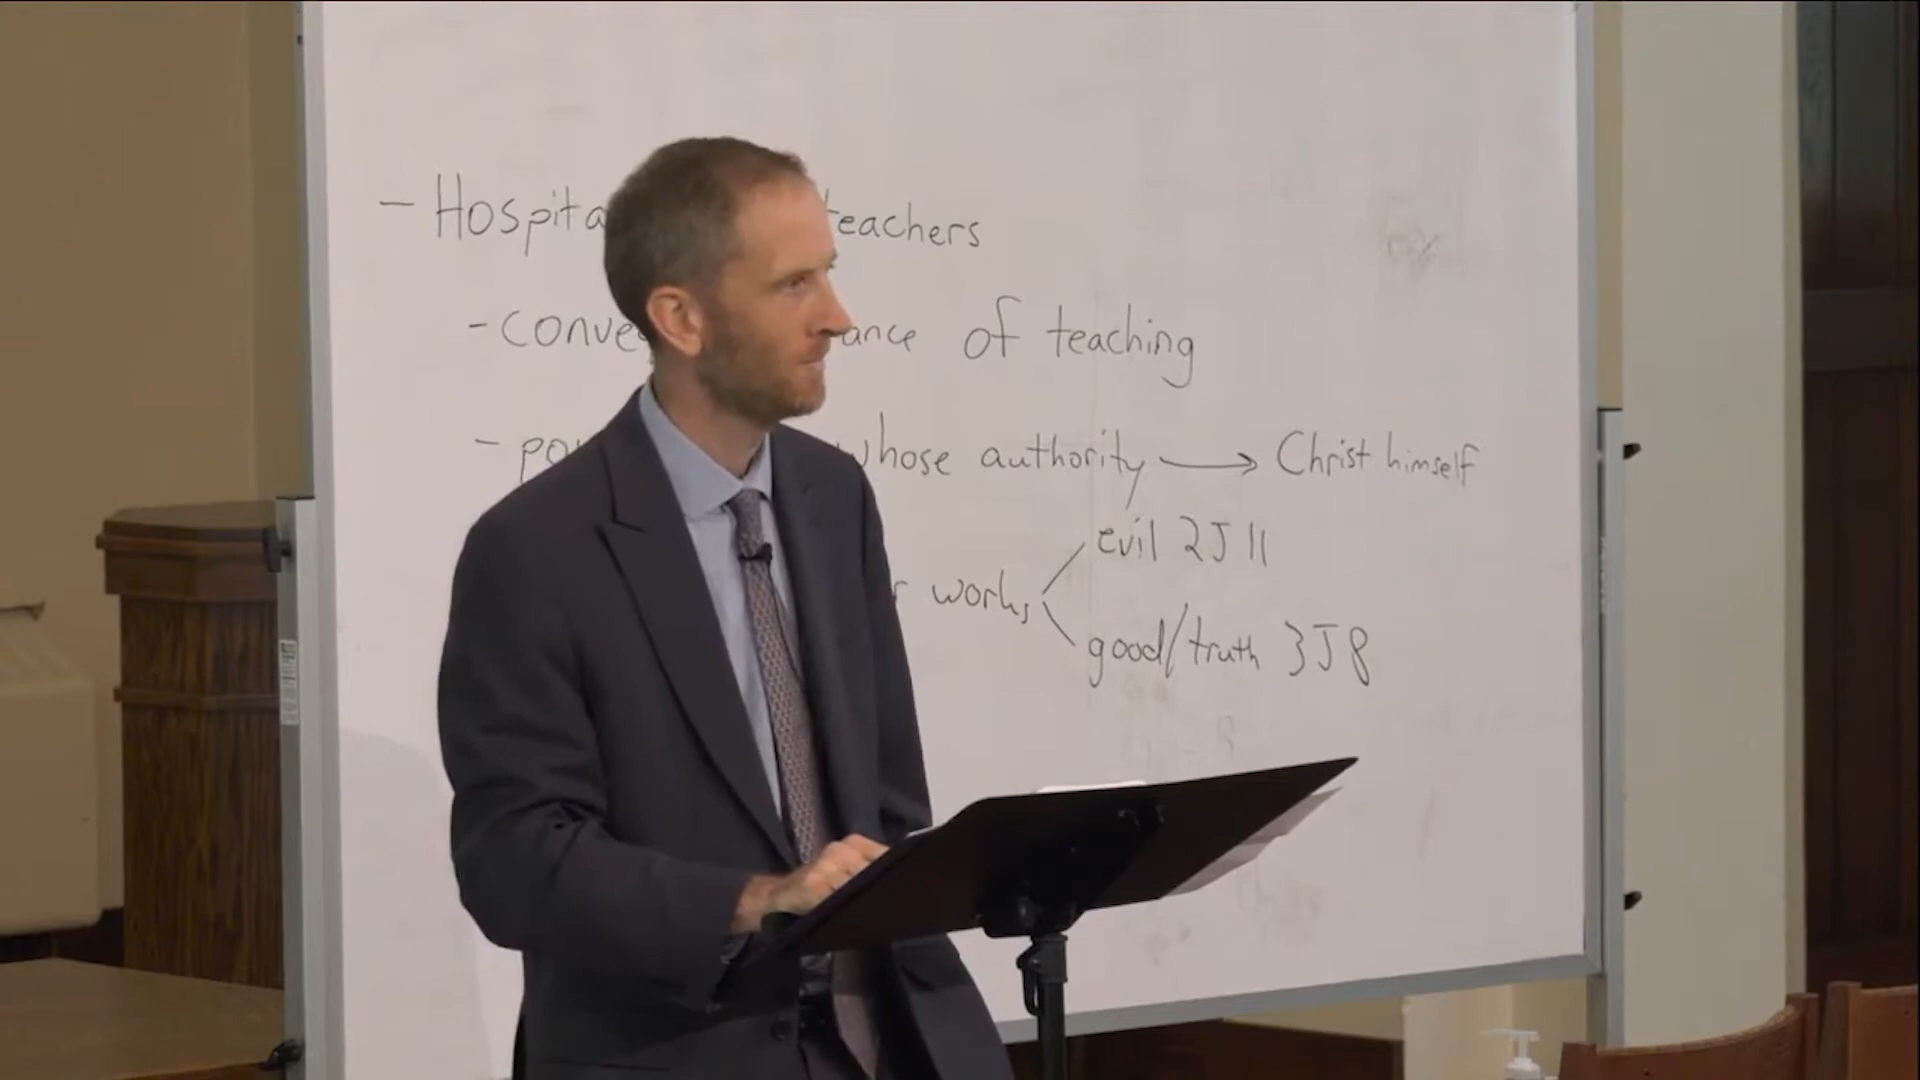 - Hospita teachers
- conve ance of teaching
- po whose authority → Christ himself
evil 2J 11
r works
good/truth 3J 8